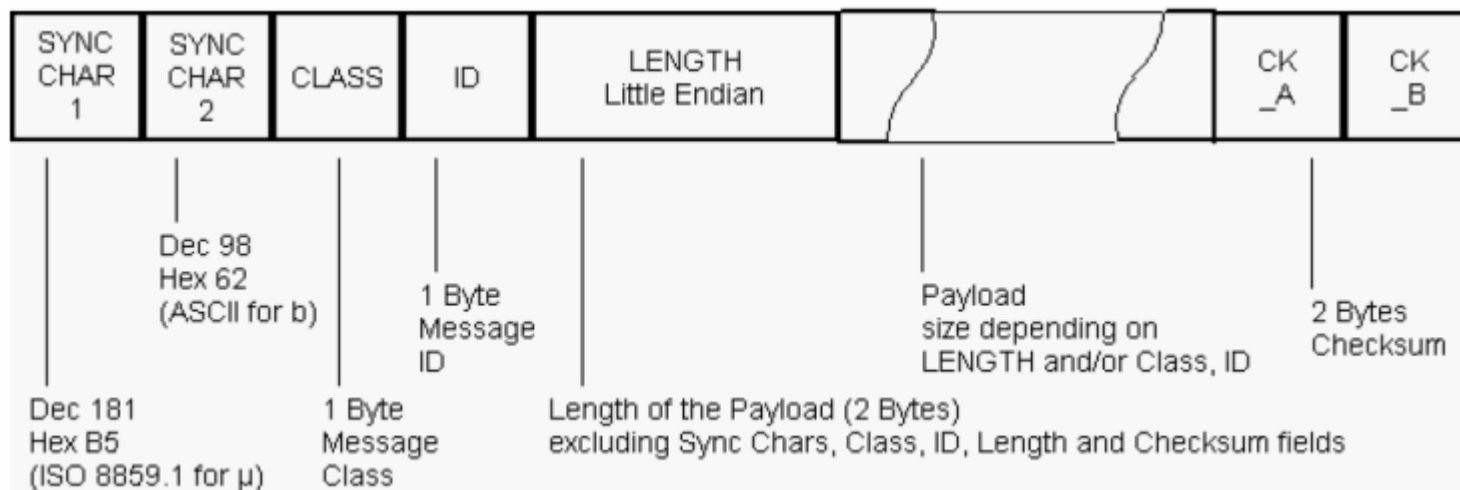 SYNC
CHAR
1
SYNC
CHAR
2
CLASS
ID
LENGTH
Little Endian
CK
_A
CK
_B
Dec 98
Hex 62
(ASCII for b)
1 Byte
Message
ID
Payload
size depending on
LENGTH and/or Class, ID
2 Bytes
Checksum
Dec 181
Hex B5
(ISO 8859.1 for µ)
1 Byte
Message
Class
Length of the Payload (2 Bytes)
excluding Sync Chars, Class, ID, Length and Checksum fields